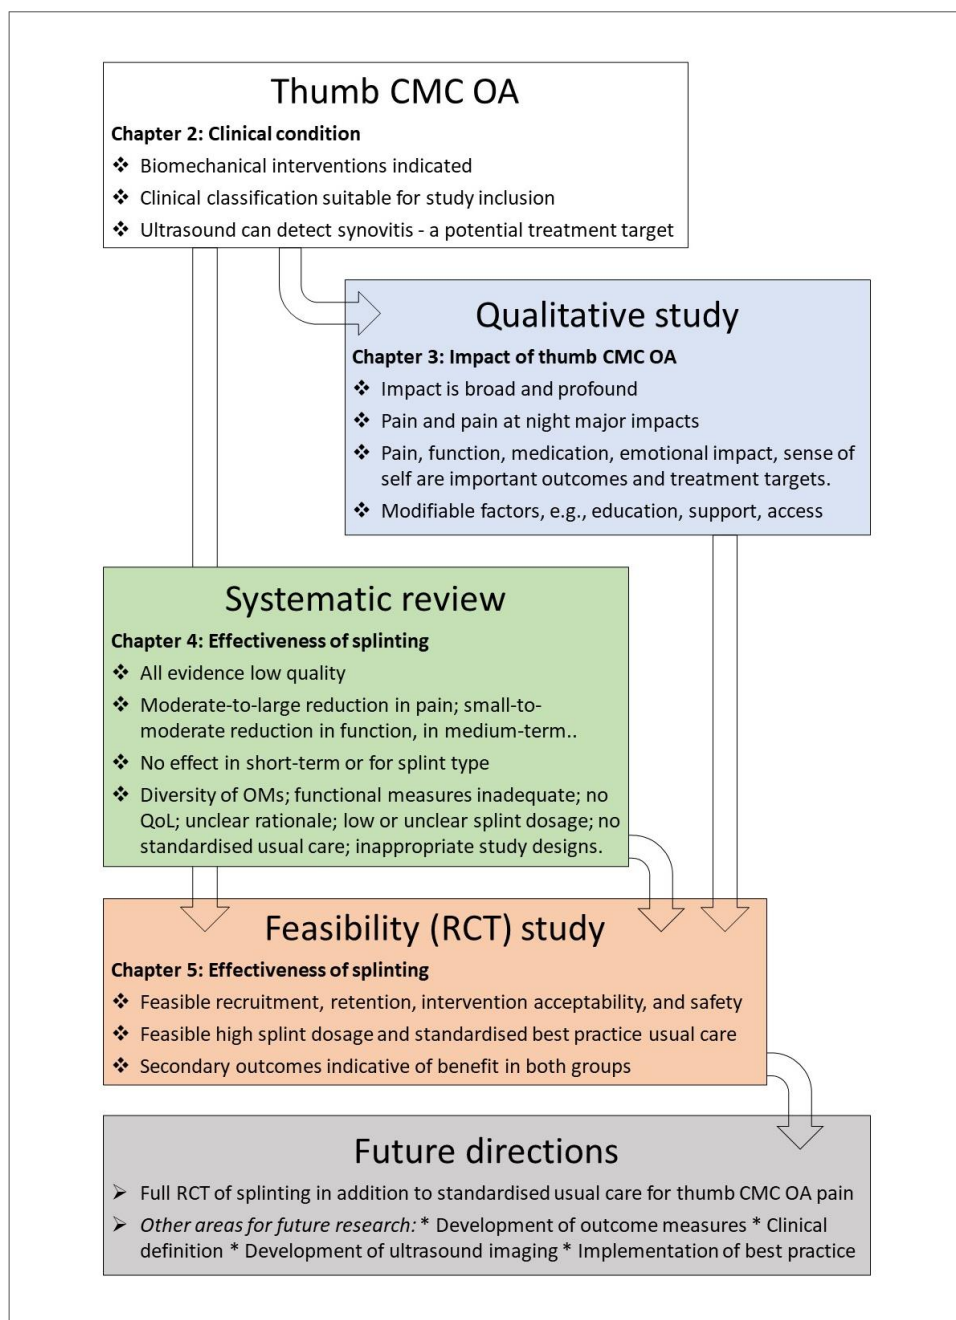 Thumb CMC OA
Chapter 2: Clinical condition
❖ Biomechanical interventions indicated
❖ Clinical classification suitable for study inclusion
❖ Ultrasound can detect synovitis - a potential treatment target
Qualitative study
Chapter 3: Impact of thumb CMC OA
❖ Impact is broad and profound
❖ Pain and pain at night major impacts
❖ Pain, function, medication, emotional impact, sense of
self are important outcomes and treatment targets.
❖ Modifiable factors, e.g., education, support, access
Systematic review
Chapter 4: Effectiveness of splinting
❖ All evidence low quality
❖ Moderate-to-large reduction in pain; small-to-
moderate reduction in function, in medium-term..
❖ No effect in short-term or for splint type
❖ Diversity of OMs; functional measures inadequate; no
QoL; unclear rationale; low or unclear splint dosage; no
standardised usual care; inappropriate study designs.
Feasibility (RCT) study
Chapter 5: Effectiveness of splinting
❖ Feasible recruitment, retention, intervention acceptability, and safety
❖ Feasible high splint dosage and standardised best practice usual care
❖ Secondary outcomes indicative of benefit in both groups
Future directions
➢ Full RCT of splinting in addition to standardised usual care for thumb CMC OA pain
➢ Other areas for future research: * Development of outcome measures * Clinical
definition * Development of ultrasound imaging * Implementation of best practice